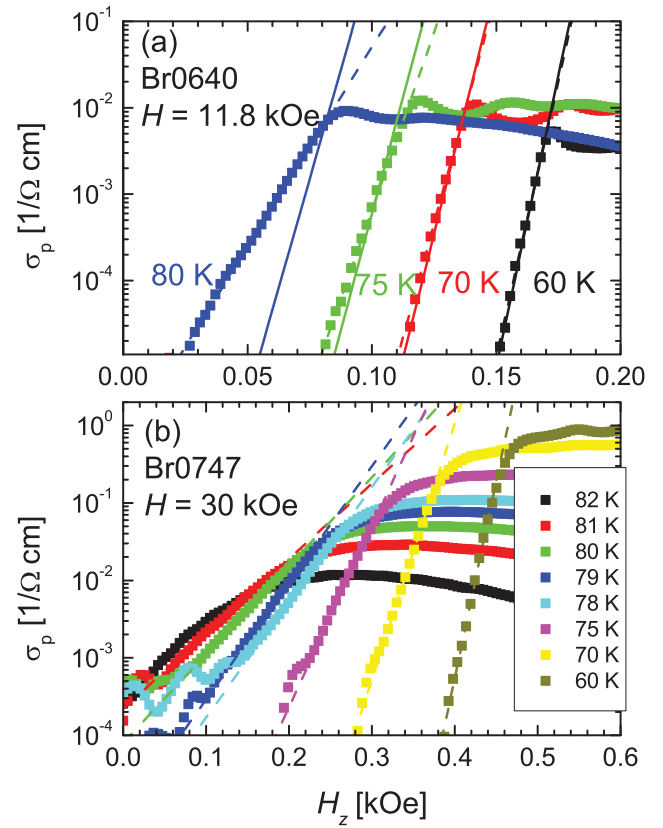 10⁻¹
(a)
Br0640
H = 11.8 kOe
10⁻²
σp [1/Ω cm]
10⁻³
80 K
75 K
70 K
60 K
10⁻⁴
0.00 0.05 0.10 0.15 0.20
10⁰
(b)
Br0747
H = 30 kOe
10⁻¹
82 K
81 K
80 K
79 K
78 K
75 K
70 K
60 K
10⁻²
σp [1/Ω cm]
10⁻³
10⁻⁴
0.0 0.1 0.2 0.3 0.4 0.5 0.6
Hz [kOe]